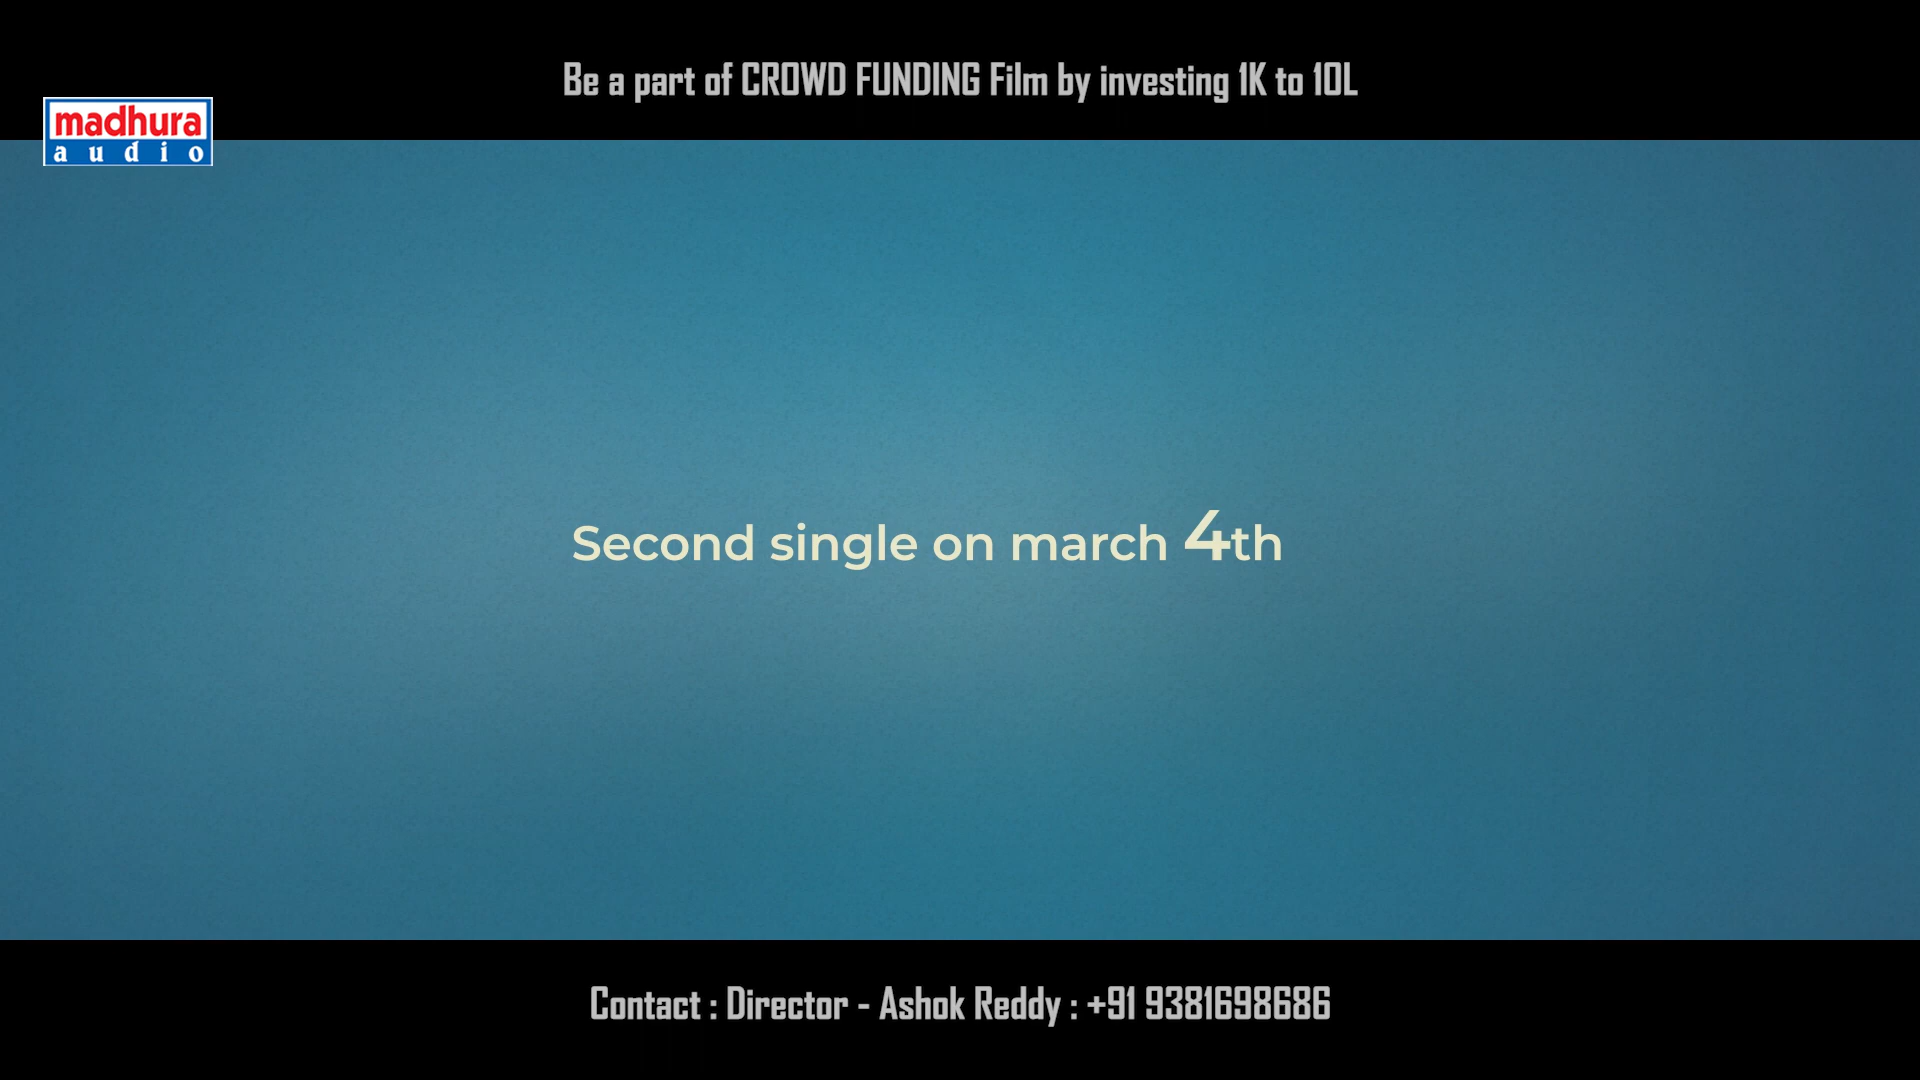 Be a part of CROWD FUNDING Film by investing 1K to 10L
madhura
audio
Second single on march 4th
Contact : Director - Ashok Reddy : +91 9381698686